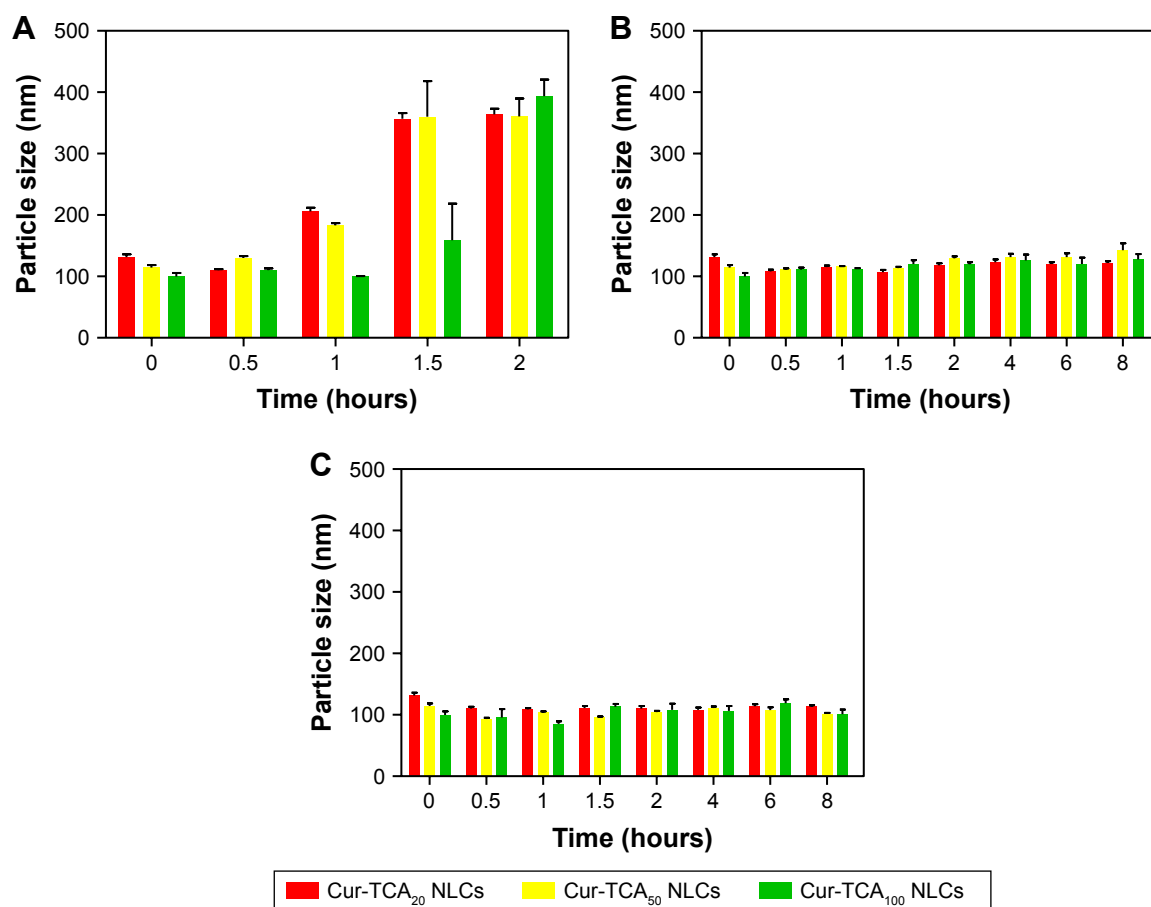 A
Particle size (nm)
500
400
300
200
100
0
0 0.5 1 1.5 2
Time (hours)
B
Particle size (nm)
500
400
300
200
100
0
0 0.5 1 1.5 2 4 6 8
Time (hours)
C
Particle size (nm)
500
400
300
200
100
0
0 0.5 1 1.5 2 4 6 8
Time (hours)
Cur-TCA₂₀ NLCs Cur-TCA₅₀ NLCs Cur-TCA₁₀₀ NLCs